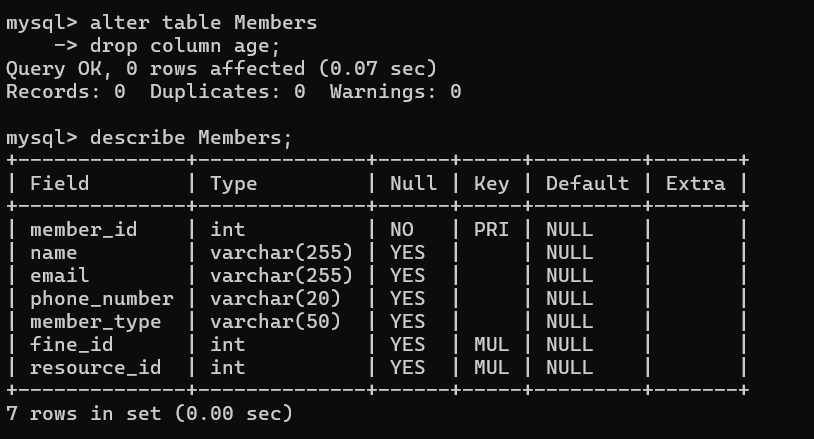 mysql> alter table Members
    -> drop column age;
Query OK, 0 rows affected (0.07 sec)
Records: 0  Duplicates: 0  Warnings: 0

mysql> describe Members;
+--------------+--------------+------+-----+---------+-------+
| Field        | Type         | Null | Key | Default | Extra |
+--------------+--------------+------+-----+---------+-------+
| member_id    | int          | NO   | PRI | NULL    |       |
| name         | varchar(255) | YES  |     | NULL    |       |
| email        | varchar(255) | YES  |     | NULL    |       |
| phone_number | varchar(20)  | YES  |     | NULL    |       |
| member_type  | varchar(50)  | YES  |     | NULL    |       |
| fine_id      | int          | YES  | MUL | NULL    |       |
| resource_id  | int          | YES  | MUL | NULL    |       |
+--------------+--------------+------+-----+---------+-------+
7 rows in set (0.00 sec)